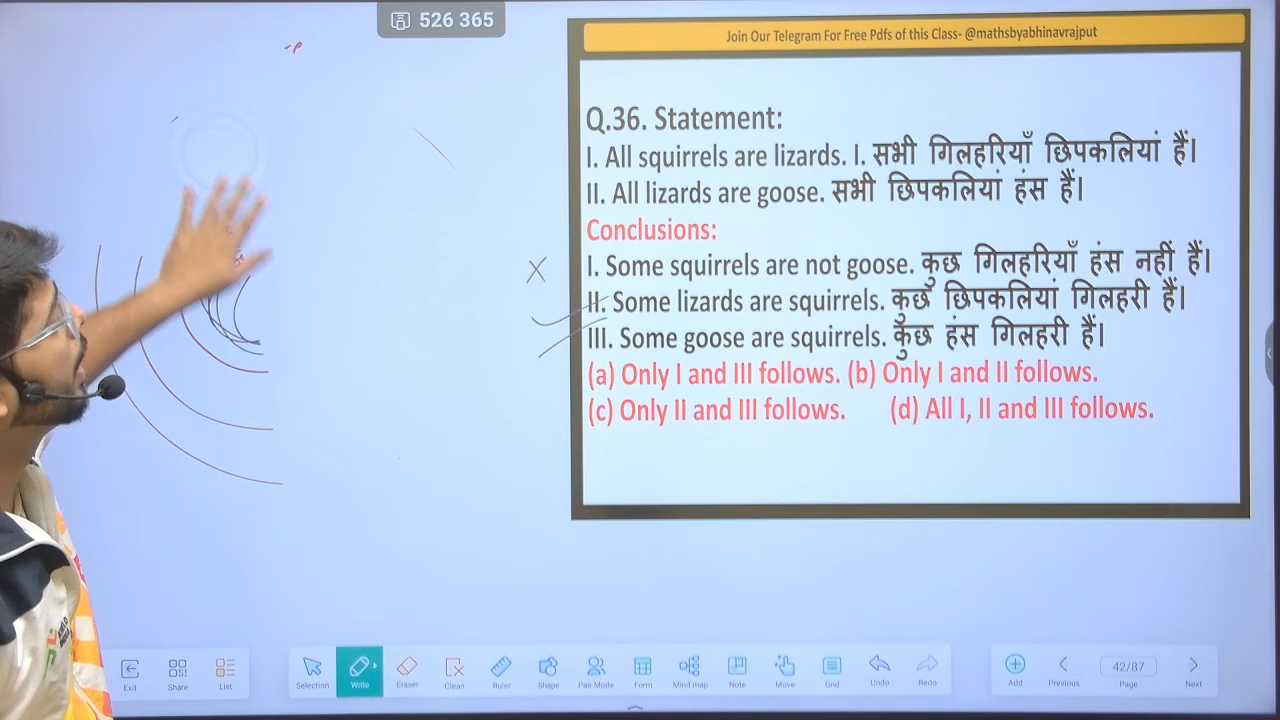 526 365
Join Our Telegram For Free Pdfs of this Class- @mathsbyabhinavrajput
Q.36. Statement:
I. All squirrels are lizards. I. सभी गिलहरियाँ छिपकलियां हैं।
II. All lizards are goose. सभी छिपकलियां हंस हैं।
Conclusions:
I. Some squirrels are not goose. कुछ गिलहरियाँ हंस नहीं हैं।
II. Some lizards are squirrels. कुछ छिपकलियां गिलहरी हैं।
III. Some goose are squirrels. कुछ हंस गिलहरी हैं।
(a) Only I and III follows. (b) Only I and II follows.
(c) Only II and III follows. (d) All I, II and III follows.
Exit Share List Selection Write Eraser Clean Ruler Shape Pair Mode Form Mind map Note Move Grid Undo Redo Add Previous 42/87 Page Next